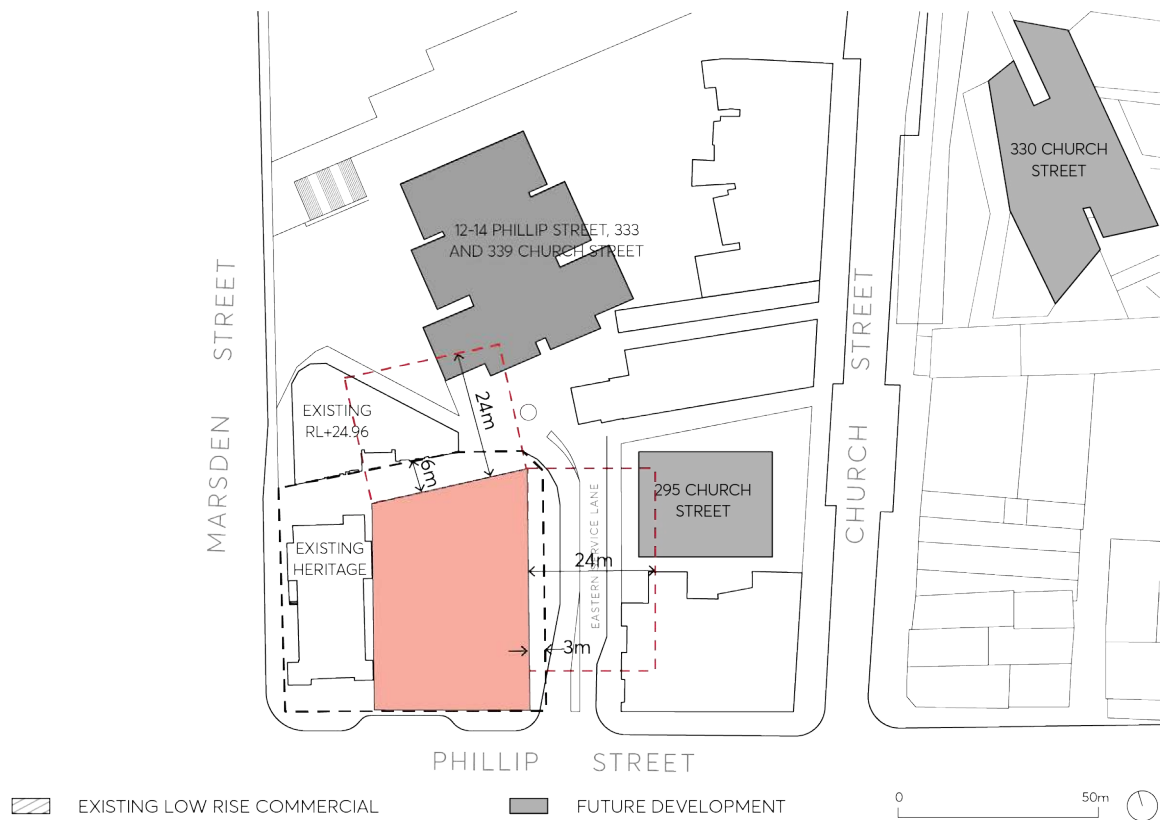 330 CHURCH
STREET
12-14 PHILLIP STREET, 333
AND 339 CHURCH STREET
MARSDEN STREET
CHURCH STREET
24m
EXISTING
RL+24.96
6m
295 CHURCH
STREET
EASTERN SERVICE LANE
EXISTING
HERITAGE
24m
3m
PHILLIP STREET
EXISTING LOW RISE COMMERCIAL
FUTURE DEVELOPMENT
0
50m